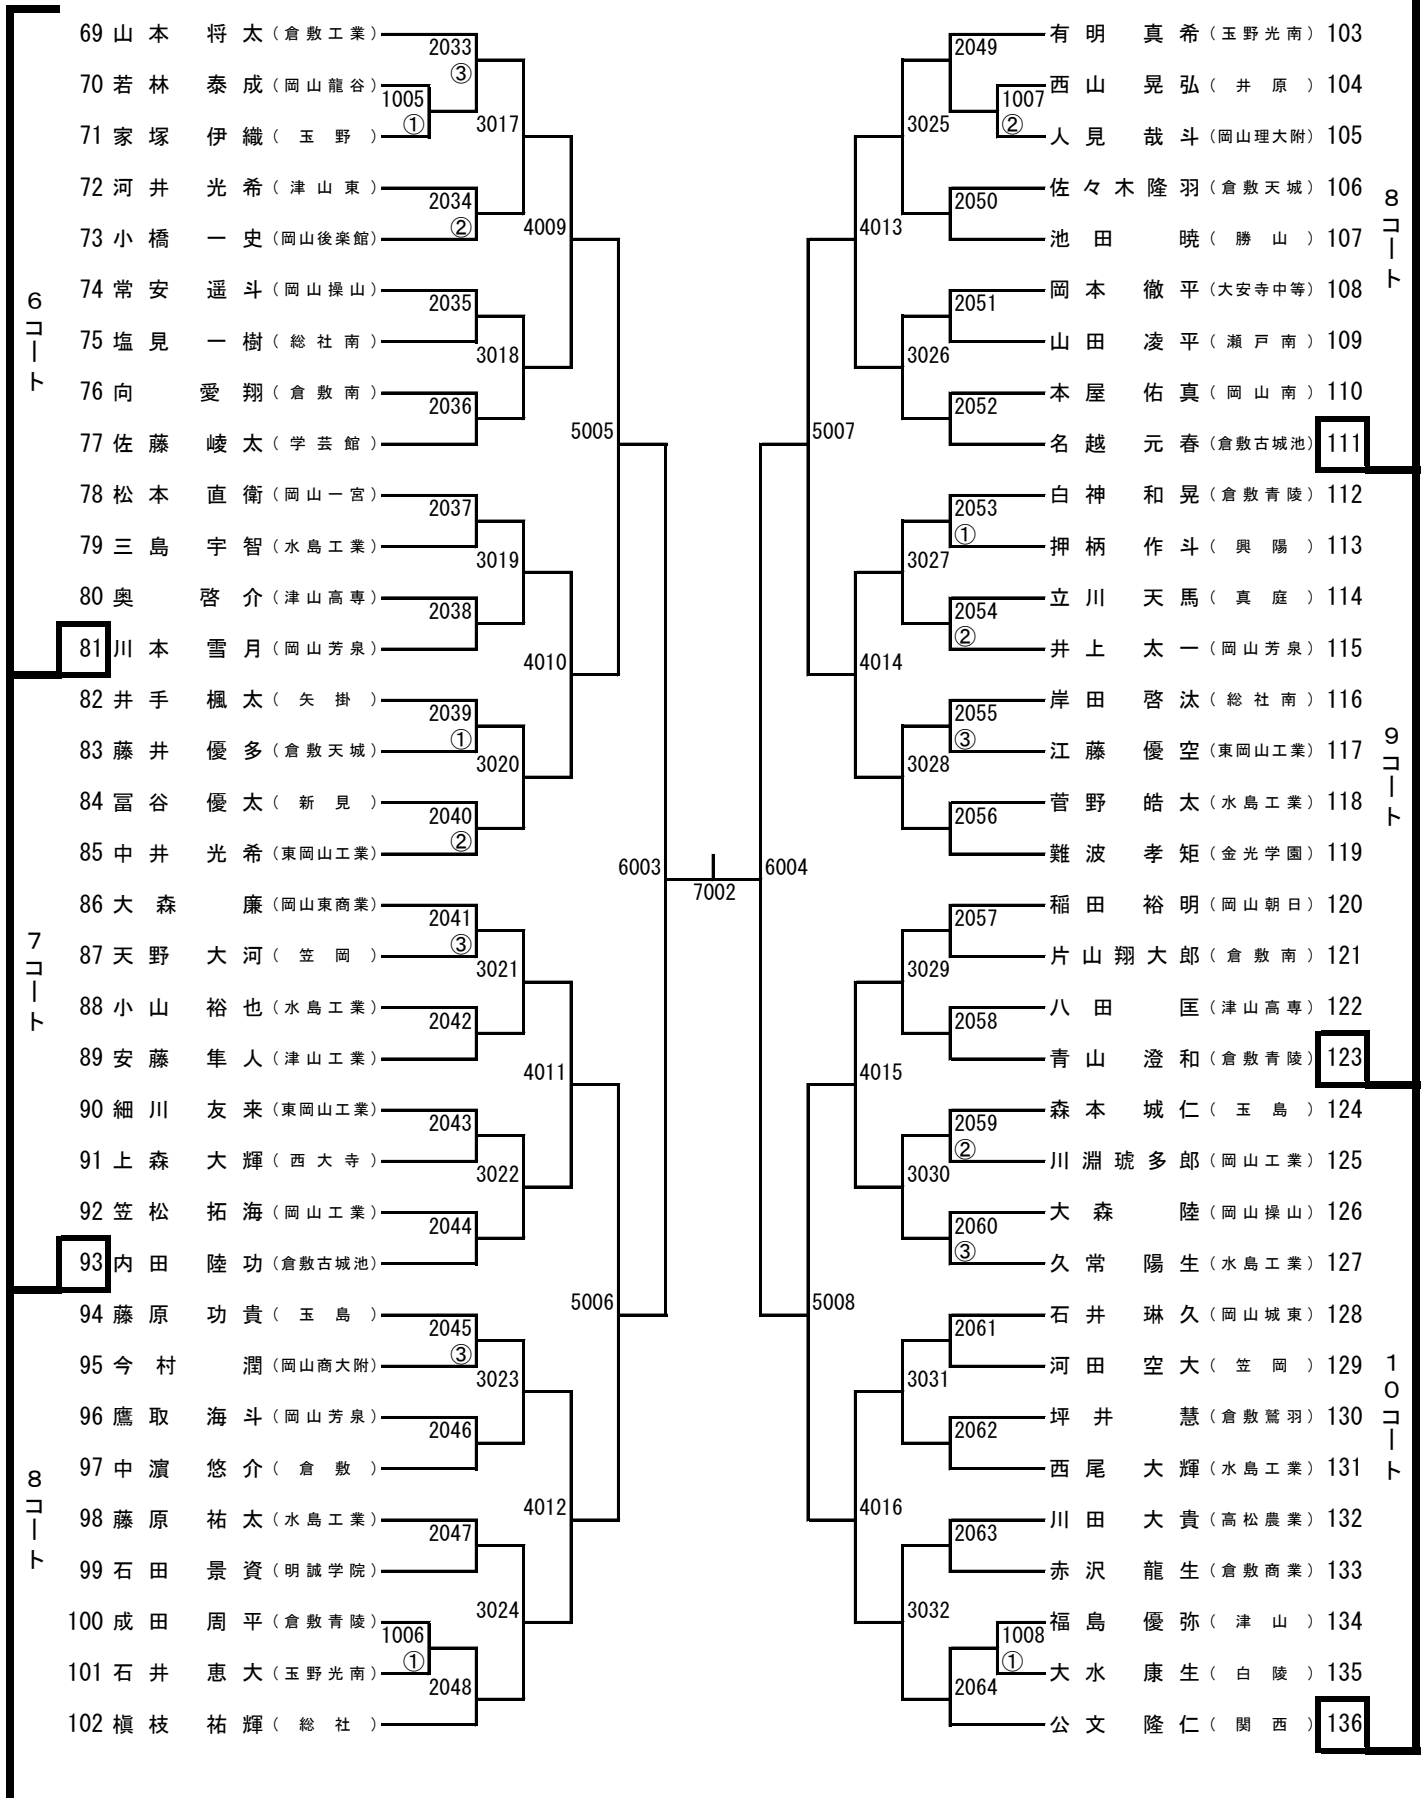 69 山本 将太 (倉敷工業)
70 若林 泰成 (岡山龍谷)
71 家塚 伊織 (玉野)
72 河井 光希 (津山東)
73 小橋 一史 (岡山後楽館)
74 常安 遥斗 (岡山操山)
75 塩見 一樹 (総社南)
76 向 愛翔 (倉敷南)
77 佐藤 崚太 (学芸館)
78 松本 直衛 (岡山一宮)
79 三島 宇智 (水島工業)
80 奥 啓介 (津山高専)
81 川本 雪月 (岡山芳泉)
82 井手 楓太 (矢掛)
83 藤井 優多 (倉敷天城)
84 冨谷 優太 (新見)
85 中井 光希 (東岡山工業)
86 大森 廉 (岡山東商業)
87 天野 大河 (笠岡)
88 小山 裕也 (水島工業)
89 安藤 隼人 (津山工業)
90 細川 友来 (東岡山工業)
91 上森 大輝 (西大寺)
92 笠松 拓海 (岡山工業)
93 内田 陸功 (倉敷古城池)
94 藤原 功貴 (玉島)
95 今村 潤 (岡山商大附)
96 鷹取 海斗 (岡山芳泉)
97 中濵 悠介 (倉敷)
98 藤原 祐太 (水島工業)
99 石田 景資 (明誠学院)
100 成田 周平 (倉敷青陵)
101 石井 恵大 (玉野光南)
102 槇枝 祐輝 (総社)
6コート
7コート
8コート
1005
①
1006
①
2033
③
2034
②
2035
2036
2037
2038
2039
①
2040
②
2041
③
2042
2043
2044
2045
③
2046
2047
2048
3017
3018
3019
3020
3021
3022
3023
3024
4009
4010
4011
4012
5005
5006
6003
7002
6004
5007
5008
4013
4014
4015
4016
3025
3026
3027
3028
3029
3030
3031
3032
2049
2050
2051
2052
2053
①
2054
②
2055
③
2056
2057
2058
2059
②
2060
③
2061
2062
2063
2064
1007
②
1008
①
有明 真希 (玉野光南) 103
西山 晃弘 (井原) 104
人見 哉斗 (岡山理大附) 105
佐々木隆羽 (倉敷天城) 106
池田 暁 (勝山) 107
岡本 徹平 (大安寺中等) 108
山田 凌平 (瀬戸南) 109
本屋 佑真 (岡山南) 110
名越 元春 (倉敷古城池) 111
白神 和晃 (倉敷青陵) 112
押柄 作斗 (興陽) 113
立川 天馬 (真庭) 114
井上 太一 (岡山芳泉) 115
岸田 啓汰 (総社南) 116
江藤 優空 (東岡山工業) 117
菅野 皓太 (水島工業) 118
難波 孝矩 (金光学園) 119
稲田 裕明 (岡山朝日) 120
片山翔大郎 (倉敷南) 121
八田 匡 (津山高専) 122
青山 澄和 (倉敷青陵) 123
森本 城仁 (玉島) 124
川淵琥多郎 (岡山工業) 125
大森 陸 (岡山操山) 126
久常 陽生 (水島工業) 127
石井 琳久 (岡山城東) 128
河田 空大 (笠岡) 129
坪井 慧 (倉敷鷲羽) 130
西尾 大輝 (水島工業) 131
川田 大貴 (高松農業) 132
赤沢 龍生 (倉敷商業) 133
福島 優弥 (津山) 134
大水 康生 (白陵) 135
公文 隆仁 (関西) 136
8コート
9コート
10コート